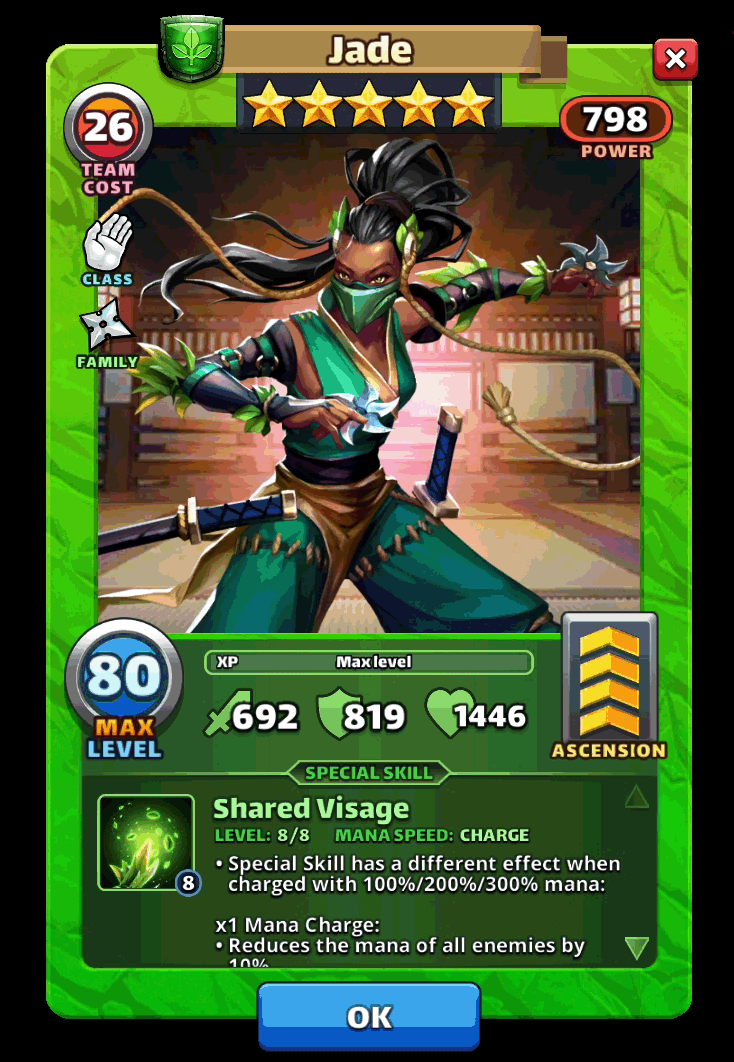 Jade
26
TEAM
COST
798
POWER
CLASS
FAMILY
80
MAX
LEVEL
XP Max level
692 819 1446
ASCENSION
SPECIAL SKILL
Shared Visage
LEVEL: 8/8 MANA SPEED: CHARGE
8
• Special Skill has a different effect when
charged with 100%/200%/300% mana:
x1 Mana Charge:
• Reduces the mana of all enemies by
10%
OK